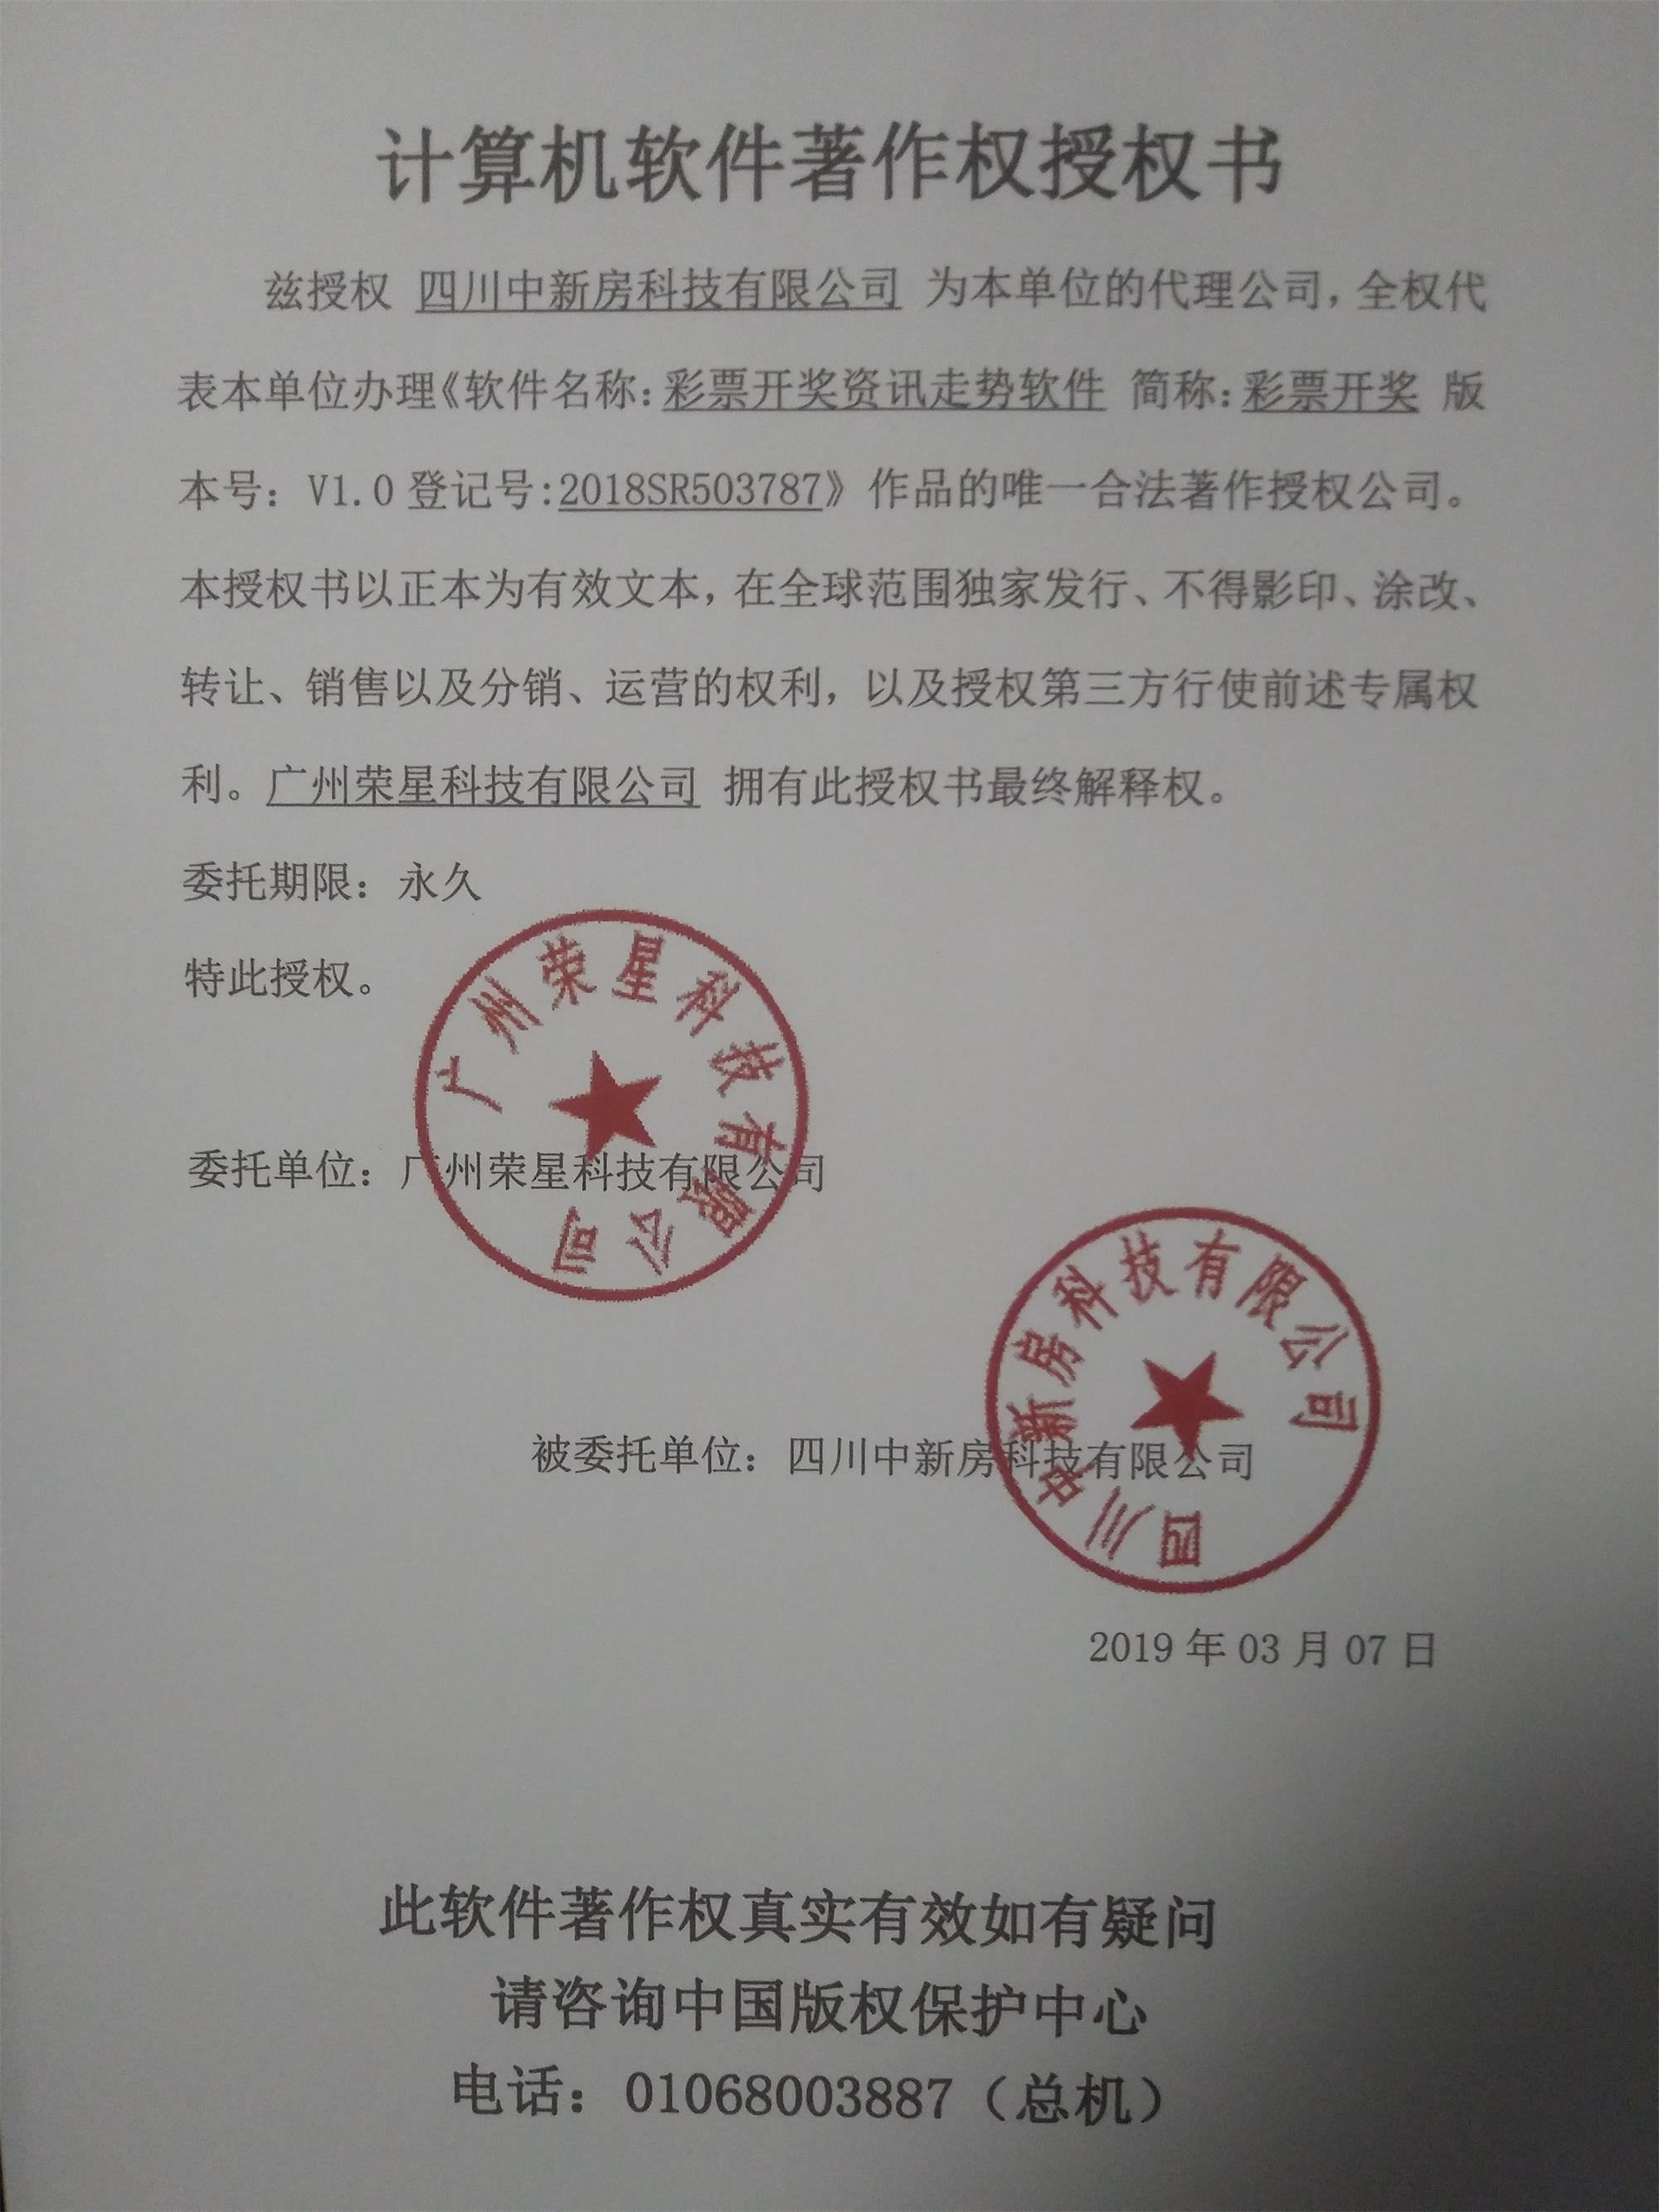 计算机软件著作权授权书
兹授权 四川中新房科技有限公司 为本单位的代理公司，全权代
表本单位办理《软件名称：彩票开奖资讯走势软件 简称：彩票开奖 版
本号：V1.0 登记号:2018SR503787》作品的唯一合法著作授权公司。
本授权书以正本为有效文本，在全球范围独家发行、不得影印、涂改、
转让、销售以及分销、运营的权利，以及授权第三方行使前述专属权
利。广州荣星科技有限公司 拥有此授权书最终解释权。
委托期限：永久
特此授权。
广州荣星科技有限公司
委托单位：广州荣星科技有限公司
四川中新房科技有限公司
被委托单位：四川中新房科技有限公司
2019 年 03 月 07 日
此软件著作权真实有效如有疑问
请咨询中国版权保护中心
电话：01068003887（总机）